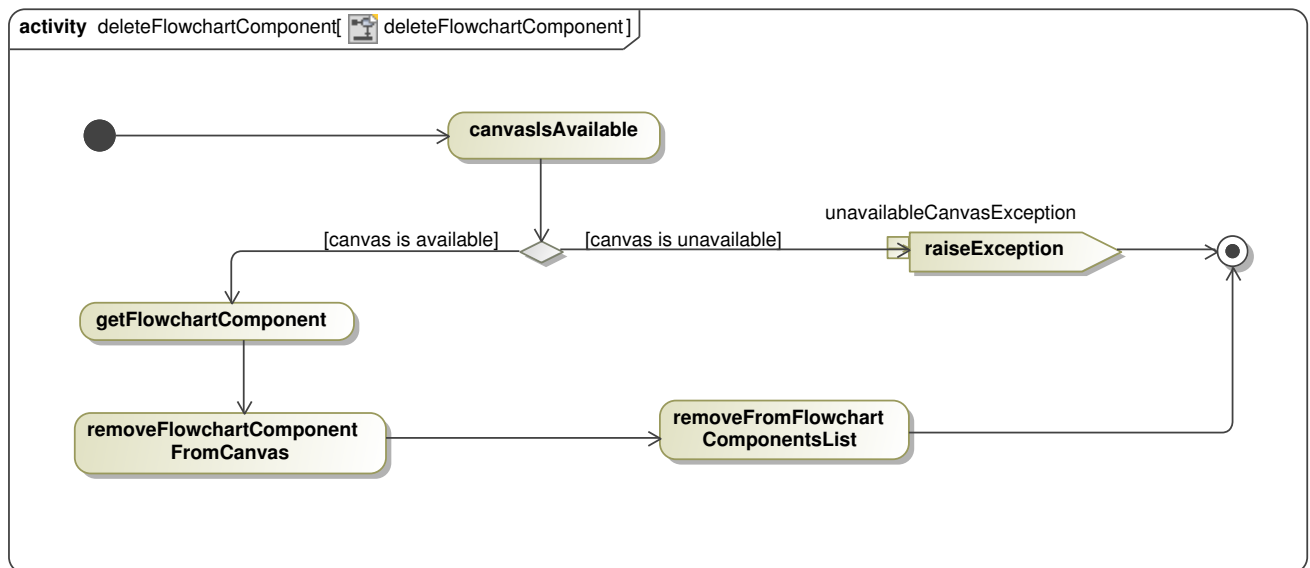 activity deleteFlowchartComponent[ deleteFlowchartComponent]
canvasIsAvailable
unavailableCanvasException
[canvas is available]
[canvas is unavailable]
raiseException
getFlowchartComponent
removeFlowchartComponent
FromCanvas
removeFromFlowchart
ComponentsList